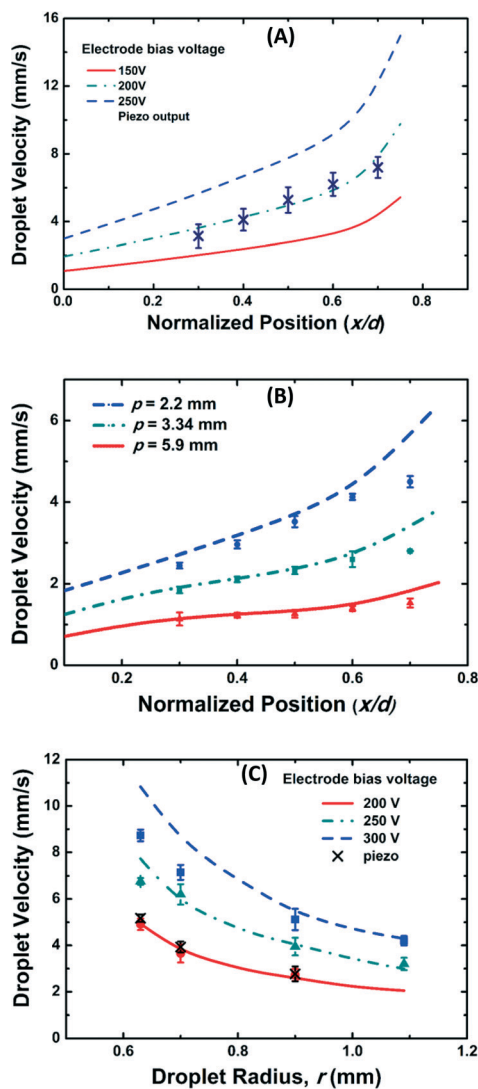 (A)
Electrode bias voltage
150V
200V
250V
Piezo output
16
12
8
4
0
Droplet Velocity (mm/s)
0.0 0.2 0.4 0.6 0.8
Normalized Position (x/d)
(B)
p = 2.2 mm
p = 3.34 mm
p = 5.9 mm
6
4
2
0
Droplet Velocity (mm/s)
0.2 0.4 0.6 0.8
Normalized Position (x/d)
(C)
Electrode bias voltage
200 V
250 V
300 V
piezo
12
10
8
6
4
2
0
Droplet Velocity (mm/s)
0.6 0.8 1.0 1.2
Droplet Radius, r (mm)